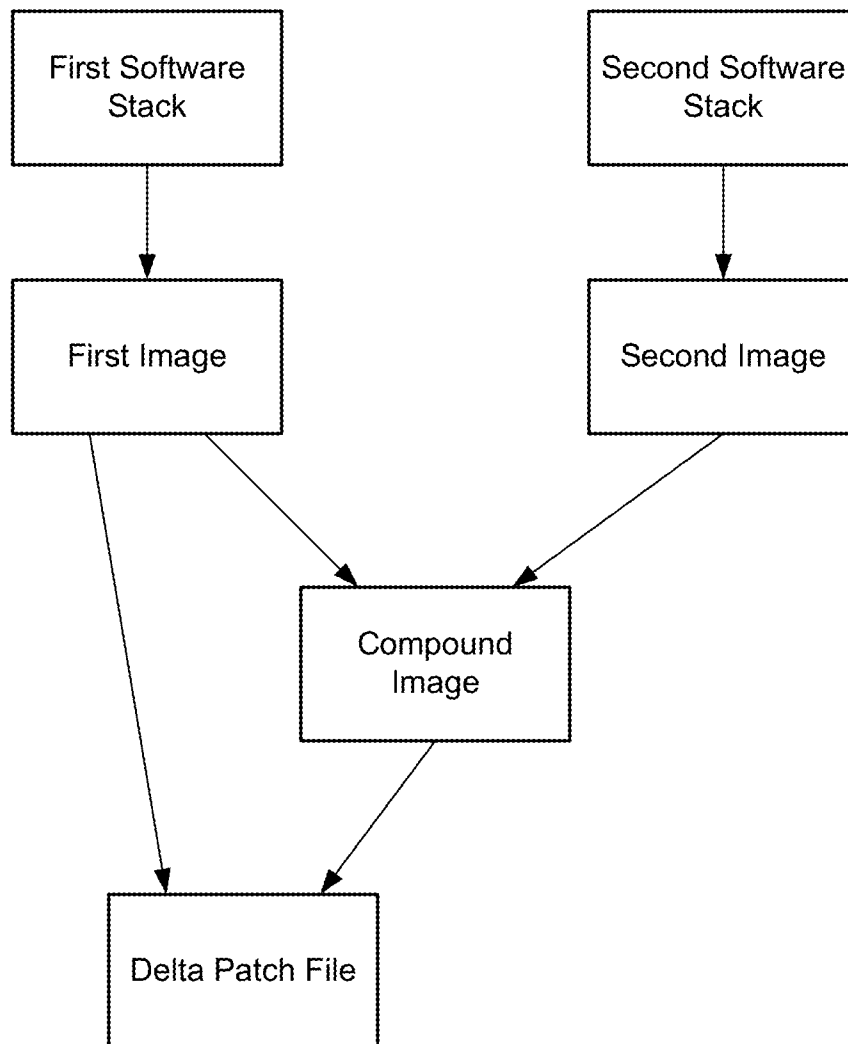 First Software
Stack
Second Software
Stack
First Image
Second Image
Compound
Image
Delta Patch File